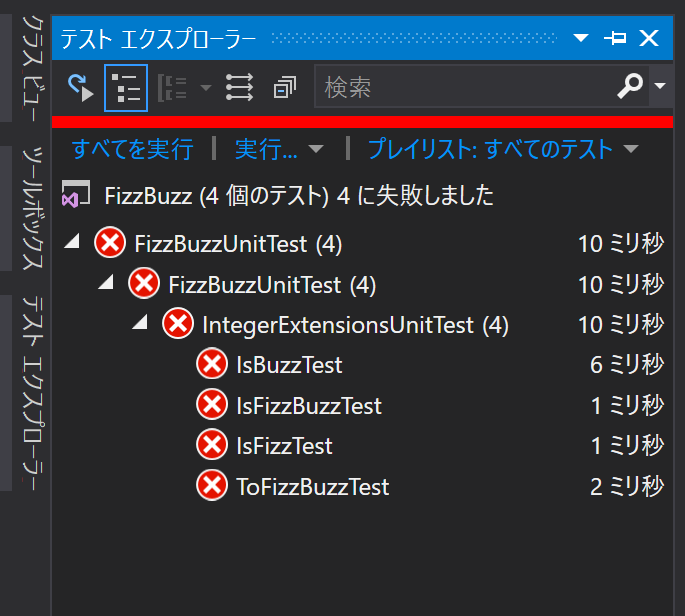 クラス ビュー
ツールボックス
テスト エクスプローラー
テスト エクスプローラー
検索
すべてを実行 | 実行... | プレイリスト: すべてのテスト
FizzBuzz (4 個のテスト) 4 に失敗しました
FizzBuzzUnitTest (4) 10 ミリ秒
FizzBuzzUnitTest (4) 10 ミリ秒
IntegerExtensionsUnitTest (4) 10 ミリ秒
IsBuzzTest 6 ミリ秒
IsFizzBuzzTest 1 ミリ秒
IsFizzTest 1 ミリ秒
ToFizzBuzzTest 2 ミリ秒